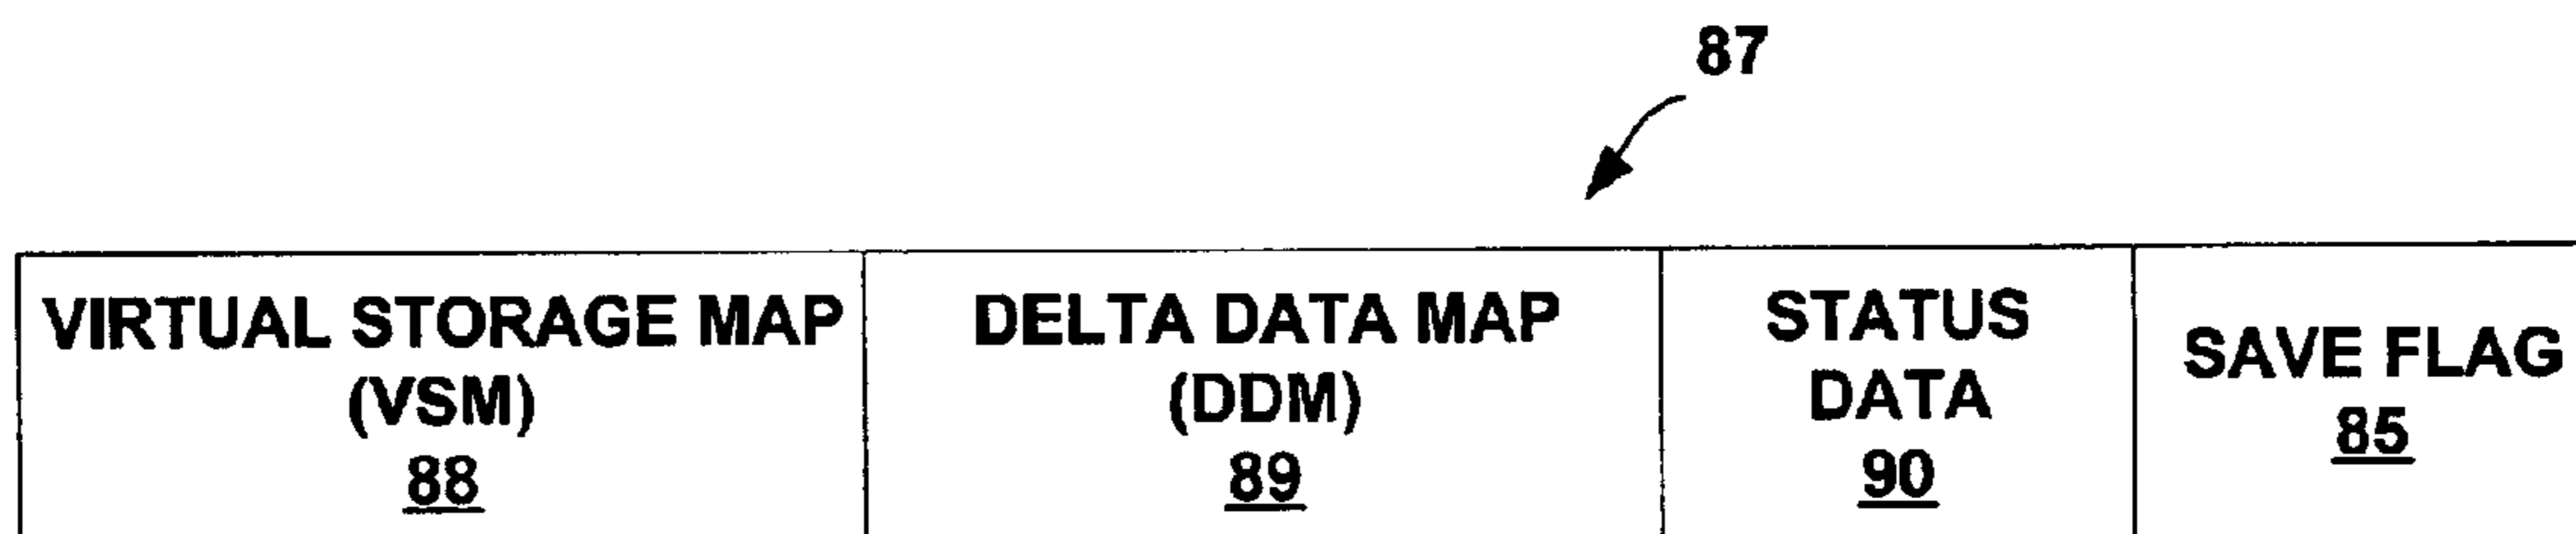 87
VIRTUAL STORAGE MAP
(VSM)
88
DELTA DATA MAP
(DDM)
89
STATUS
DATA
90
SAVE FLAG
85